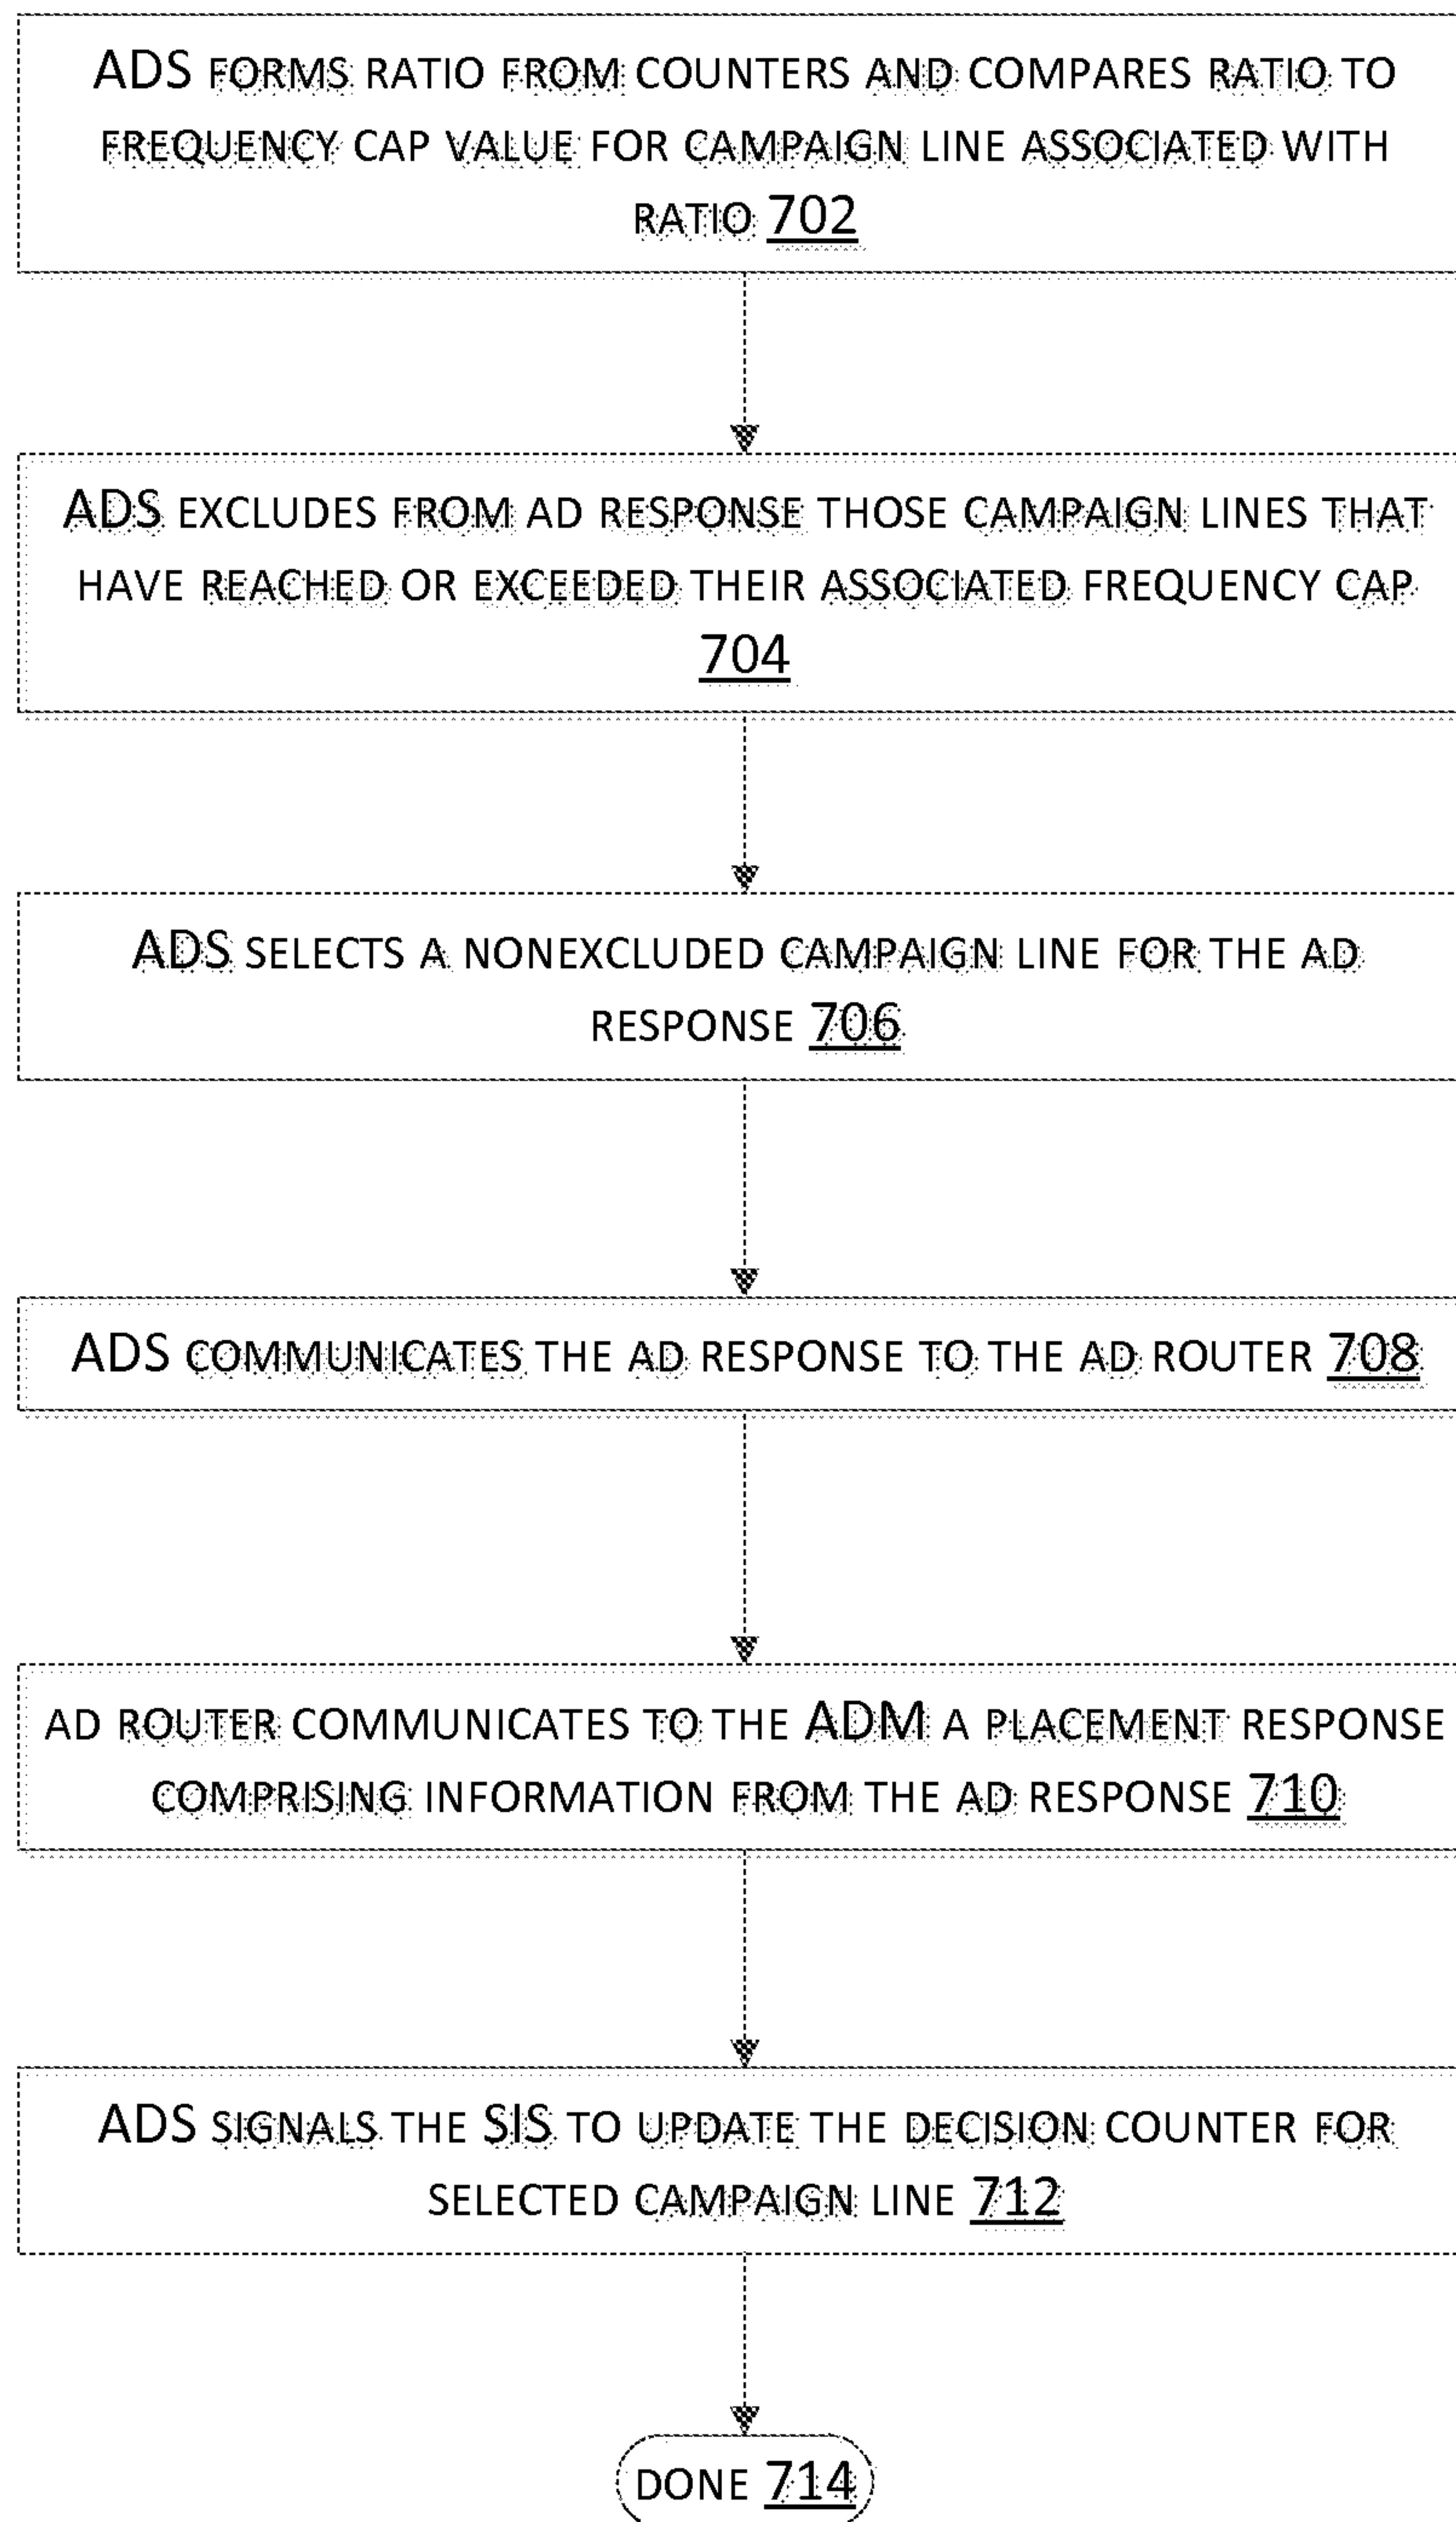 ADS FORMS RATIO FROM COUNTERS AND COMPARES RATIO TO
FREQUENCY CAP VALUE FOR CAMPAIGN LINE ASSOCIATED WITH
RATIO 702
ADS EXCLUDES FROM AD RESPONSE THOSE CAMPAIGN LINES THAT
HAVE REACHED OR EXCEEDED THEIR ASSOCIATED FREQUENCY CAP
704
ADS SELECTS A NONEXCLUDED CAMPAIGN LINE FOR THE AD
RESPONSE 706
ADS COMMUNICATES THE AD RESPONSE TO THE AD ROUTER 708
AD ROUTER COMMUNICATES TO THE ADM A PLACEMENT RESPONSE
COMPRISING INFORMATION FROM THE AD RESPONSE 710
ADS SIGNALS THE SIS TO UPDATE THE DECISION COUNTER FOR
SELECTED CAMPAIGN LINE 712
DONE 714